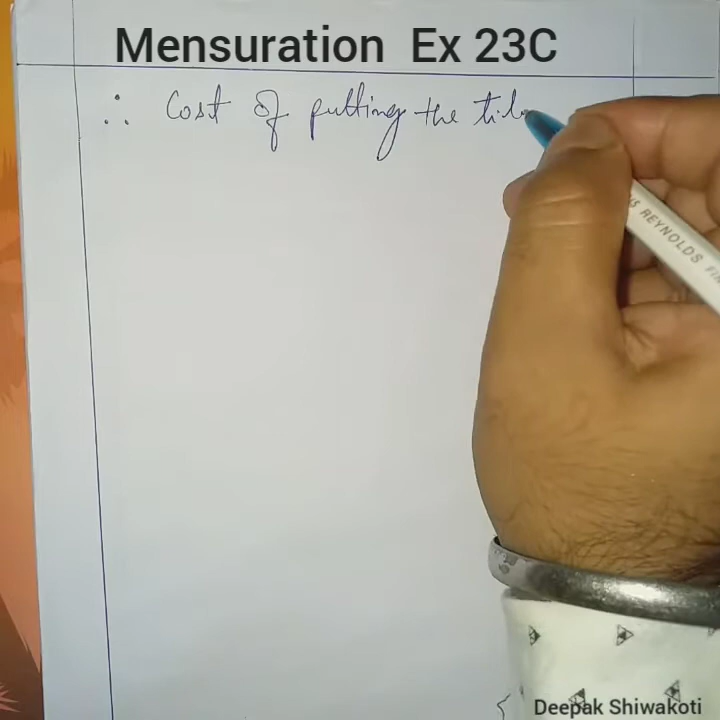 Mensuration Ex 23C
∴ Cost of putting the
REYNOLDS
Deepak Shiwakoti